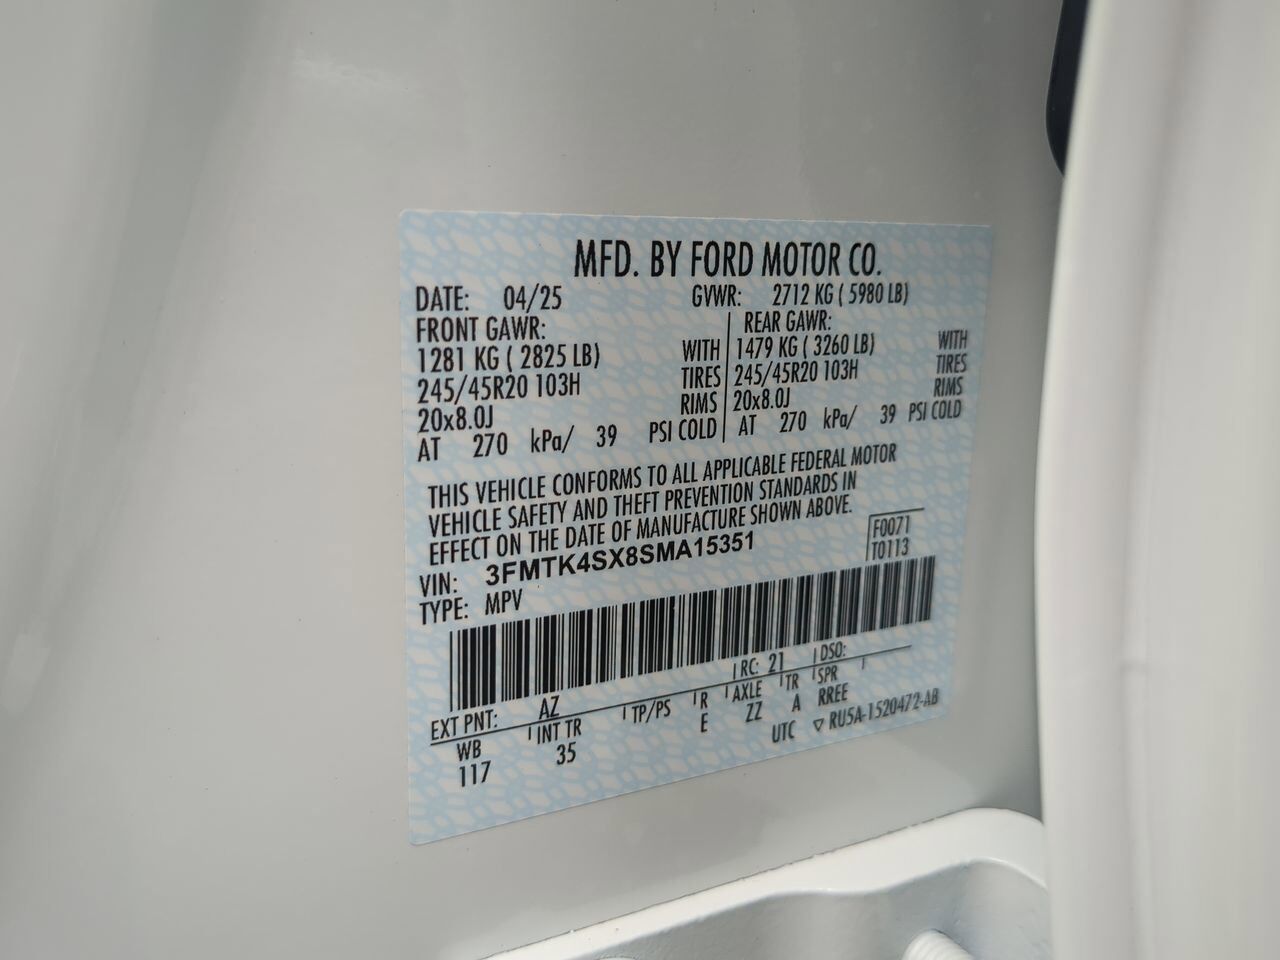 MFD. BY FORD MOTOR CO.
DATE: 04/25 GVWR: 2712 KG ( 5980 LB)
FRONT GAWR: REAR GAWR:
1281 KG ( 2825 LB) WITH 1479 KG ( 3260 LB) WITH
245/45R20 103H TIRES 245/45R20 103H TIRES
20x8.0J RIMS 20x8.0J RIMS
AT 270 kPa/ 39 PSI COLD AT 270 kPa/ 39 PSI COLD
THIS VEHICLE CONFORMS TO ALL APPLICABLE FEDERAL MOTOR
VEHICLE SAFETY AND THEFT PREVENTION STANDARDS IN
EFFECT ON THE DATE OF MANUFACTURE SHOWN ABOVE.
F0071
VIN: 3FMTK4SX8SMA15351 T0113
TYPE: MPV
EXT PNT: AZ RC: 21 DSO:
WB INT TR TP/PS R AXLE TR SPR
117 35 E ZZ A RREE
UTC ▽ RU5A-1520472-AB